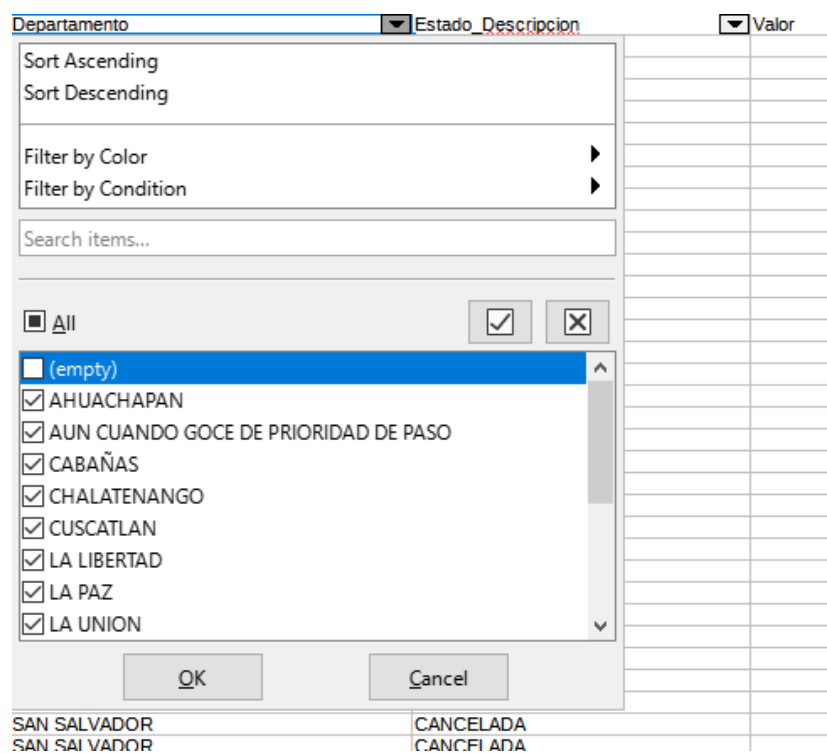 Departamento Estado_Descripcion Valor
Sort Ascending
Sort Descending
Filter by Color
Filter by Condition
Search items...
All
(empty)
AHUACHAPAN
AUN CUANDO GOCE DE PRIORIDAD DE PASO
CABAÑAS
CHALATENANGO
CUSCATLAN
LA LIBERTAD
LA PAZ
LA UNION
OK Cancel
SAN SALVADOR CANCELADA
SAN SALVADOR CANCELADA